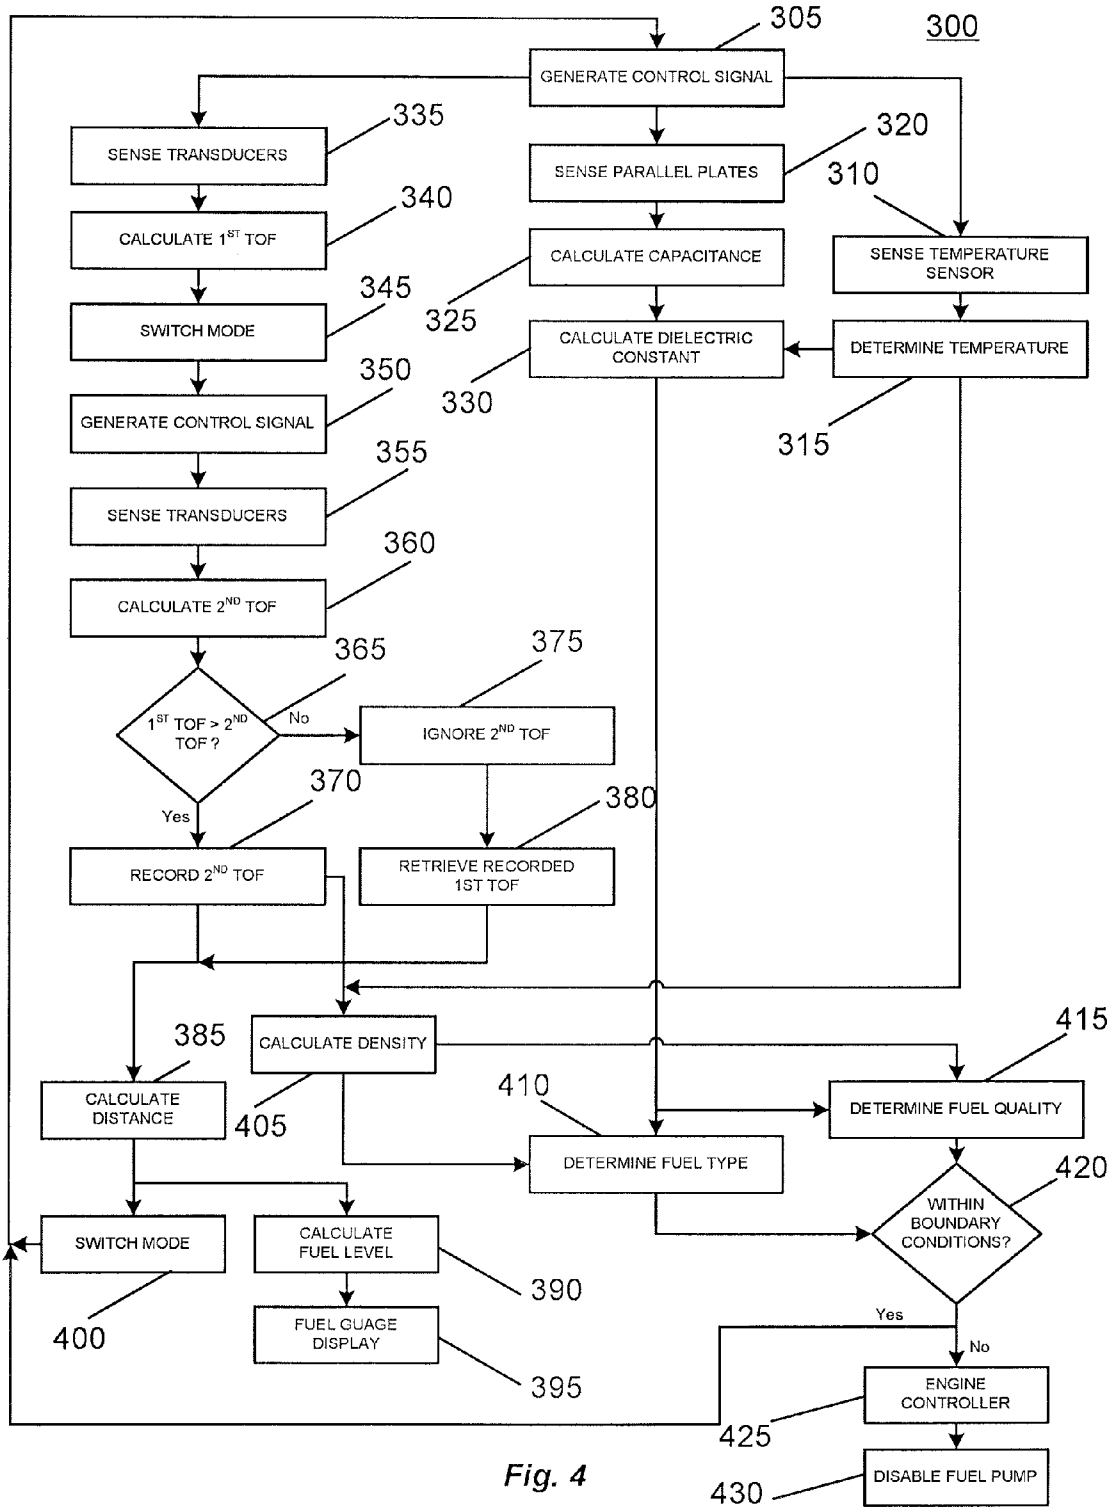 305
300
GENERATE CONTROL SIGNAL
335
SENSE TRANSDUCERS
320
SENSE PARALLEL PLATES
310
340
CALCULATE 1ST TOF
CALCULATE CAPACITANCE
SENSE TEMPERATURE
SENSOR
345
325
SWITCH MODE
CALCULATE DIELECTRIC
CONSTANT
DETERMINE TEMPERATURE
350
330
315
GENERATE CONTROL SIGNAL
355
SENSE TRANSDUCERS
360
CALCULATE 2ND TOF
365
375
1ST TOF > 2ND
TOF ?
No
IGNORE 2ND TOF
Yes
370
380
RECORD 2ND TOF
RETRIEVE RECORDED
1ST TOF
385
CALCULATE DENSITY
415
CALCULATE
DISTANCE
405
410
DETERMINE FUEL QUALITY
DETERMINE FUEL TYPE
420
SWITCH MODE
CALCULATE
FUEL LEVEL
WITHIN
BOUNDARY
CONDITIONS?
390
400
FUEL GUAGE
DISPLAY
Yes
No
395
ENGINE
CONTROLLER
425
Fig. 4
DISABLE FUEL PUMP
430